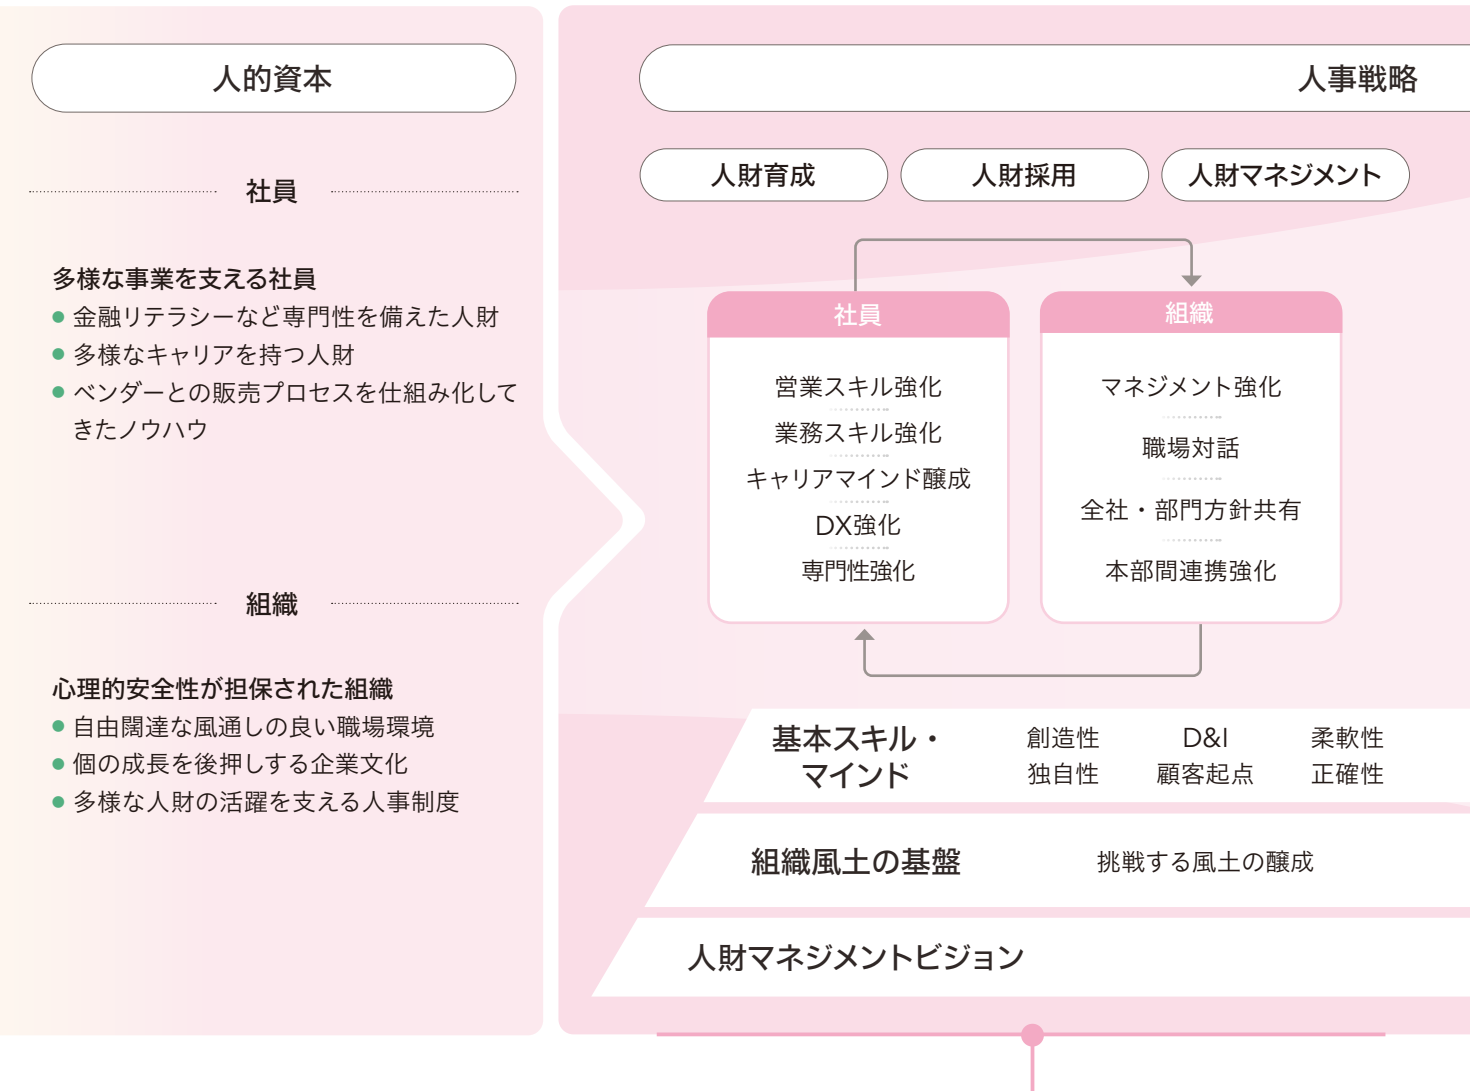 人的資本
社員
多様な事業を支える社員
● 金融リテラシーなど専門性を備えた人財
● 多様なキャリアを持つ人財
● ベンダーとの販売プロセスを仕組み化して
きたノウハウ
組織
心理的安全性が担保された組織
● 自由闊達な風通しの良い職場環境
● 個の成長を後押しする企業文化
● 多様な人財の活躍を支える人事制度
人事戦略
人財育成
人財採用
人財マネジメント
社員
営業スキル強化
業務スキル強化
キャリアマインド醸成
DX強化
専門性強化
組織
マネジメント強化
職場対話
全社・部門方針共有
本部間連携強化
基本スキル・
マインド
創造性 D&I 柔軟性
独自性 顧客起点 正確性
組織風土の基盤
挑戦する風土の醸成
人財マネジメントビジョン